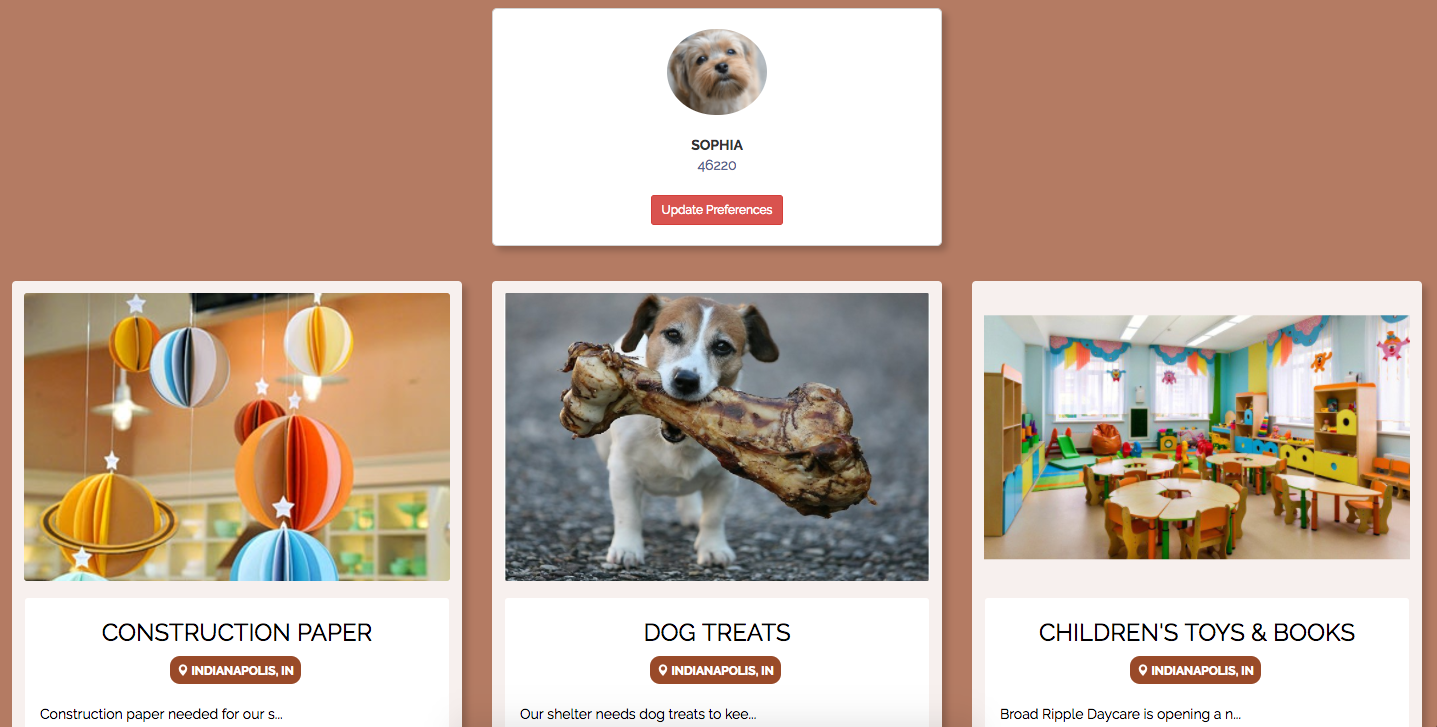 SOPHIA
46220
Update Preferences
CONSTRUCTION PAPER
INDIANAPOLIS, IN
Construction paper needed for our s...
DOG TREATS
INDIANAPOLIS, IN
Our shelter needs dog treats to kee...
CHILDREN'S TOYS & BOOKS
INDIANAPOLIS, IN
Broad Ripple Daycare is opening a n...